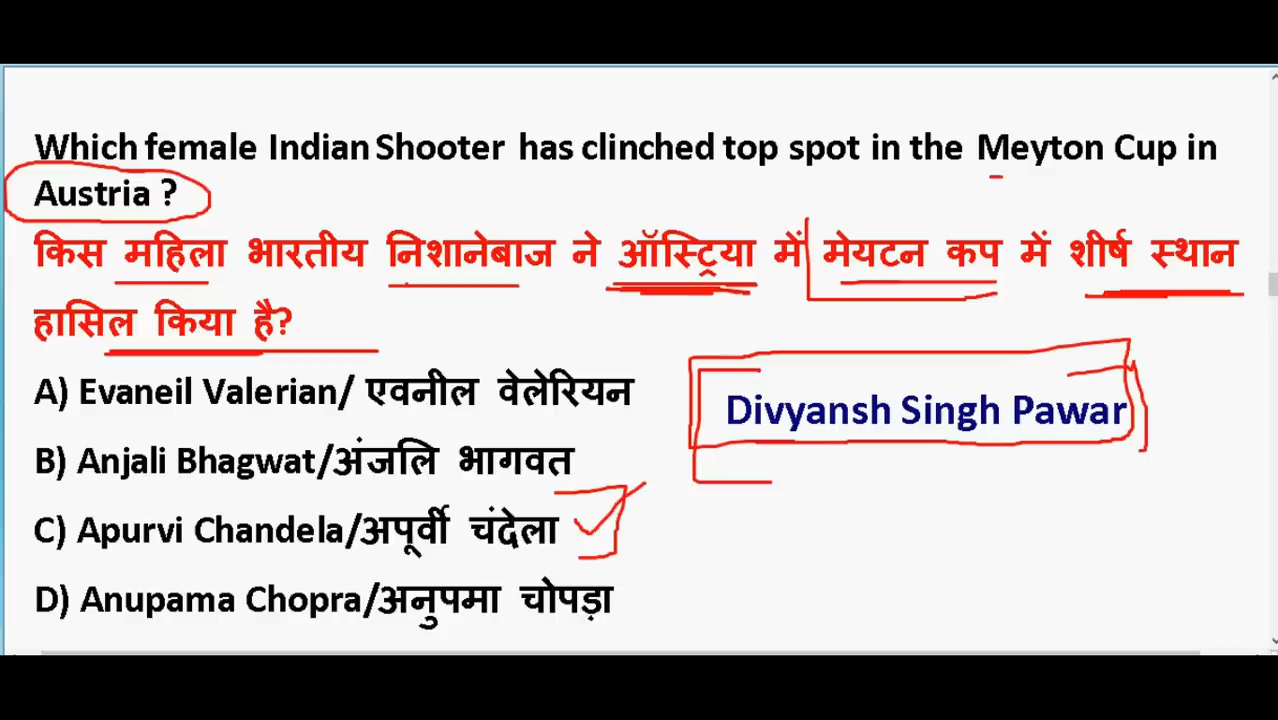 Which female Indian Shooter has clinched top spot in the Meyton Cup in
Austria ?
किस महिला भारतीय निशानेबाज ने ऑस्ट्रिया में मेयटन कप में शीर्ष स्थान
हासिल किया है?
A) Evaneil Valerian/ एवनील वेलेरियन
Divyansh Singh Pawar
B) Anjali Bhagwat/अंजलि भागवत
C) Apurvi Chandela/अपूर्वी चंदेला
D) Anupama Chopra/अनुपमा चोपड़ा